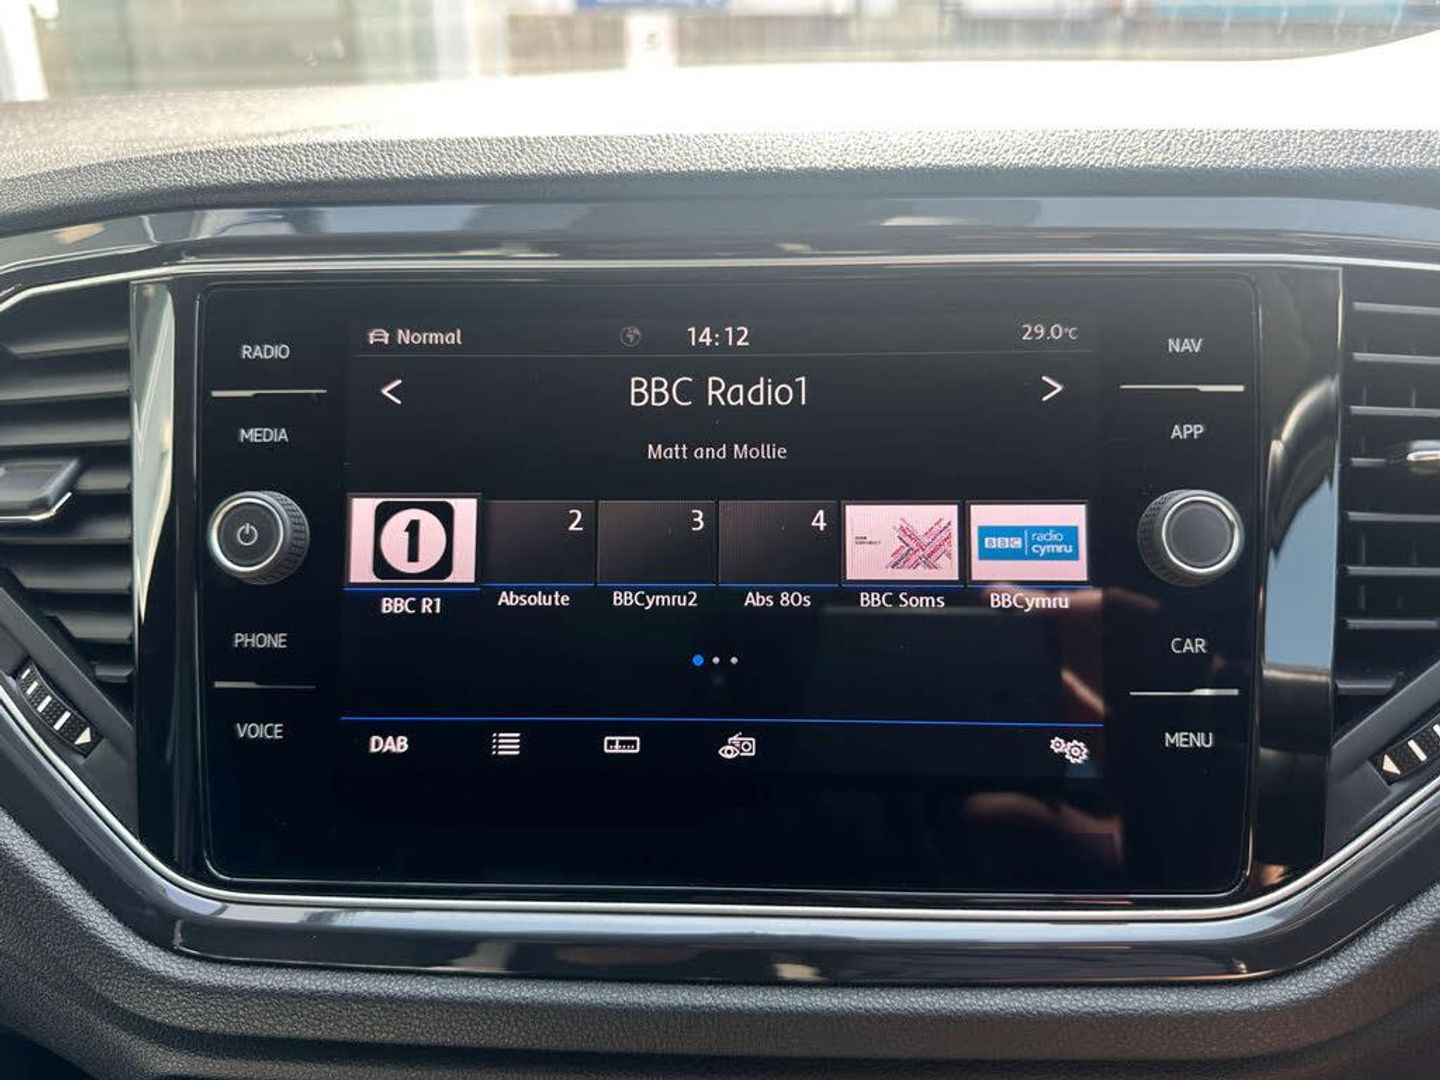 RADIO
MEDIA
PHONE
VOICE
Normal
14:12
29.0°C
<
BBC Radio1
>
Matt and Mollie
1
2
3
4
BBC radio cymru
BBC R1
Absolute
BBCymru2
Abs 80s
BBC Soms
BBCymru
DAB
NAV
APP
CAR
MENU